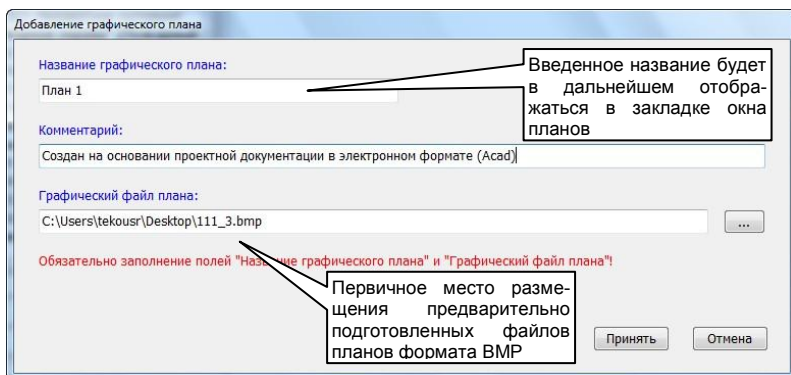 Добавление графического плана
Название графического плана:
План 1
Введенное название будет
в дальнейшем отобра-
жаться в закладке окна
планов
Комментарий:
Создан на основании проектной документации в электронном формате (Acad)
Графический файл плана:
C:\Users\tekousr\Desktop\111_3.bmp
...
Обязательно заполнение полей "Название графического плана" и "Графический файл плана"!
Первичное место разме-
щения предварительно
подготовленных файлов
планов формата BMP
Принять
Отмена